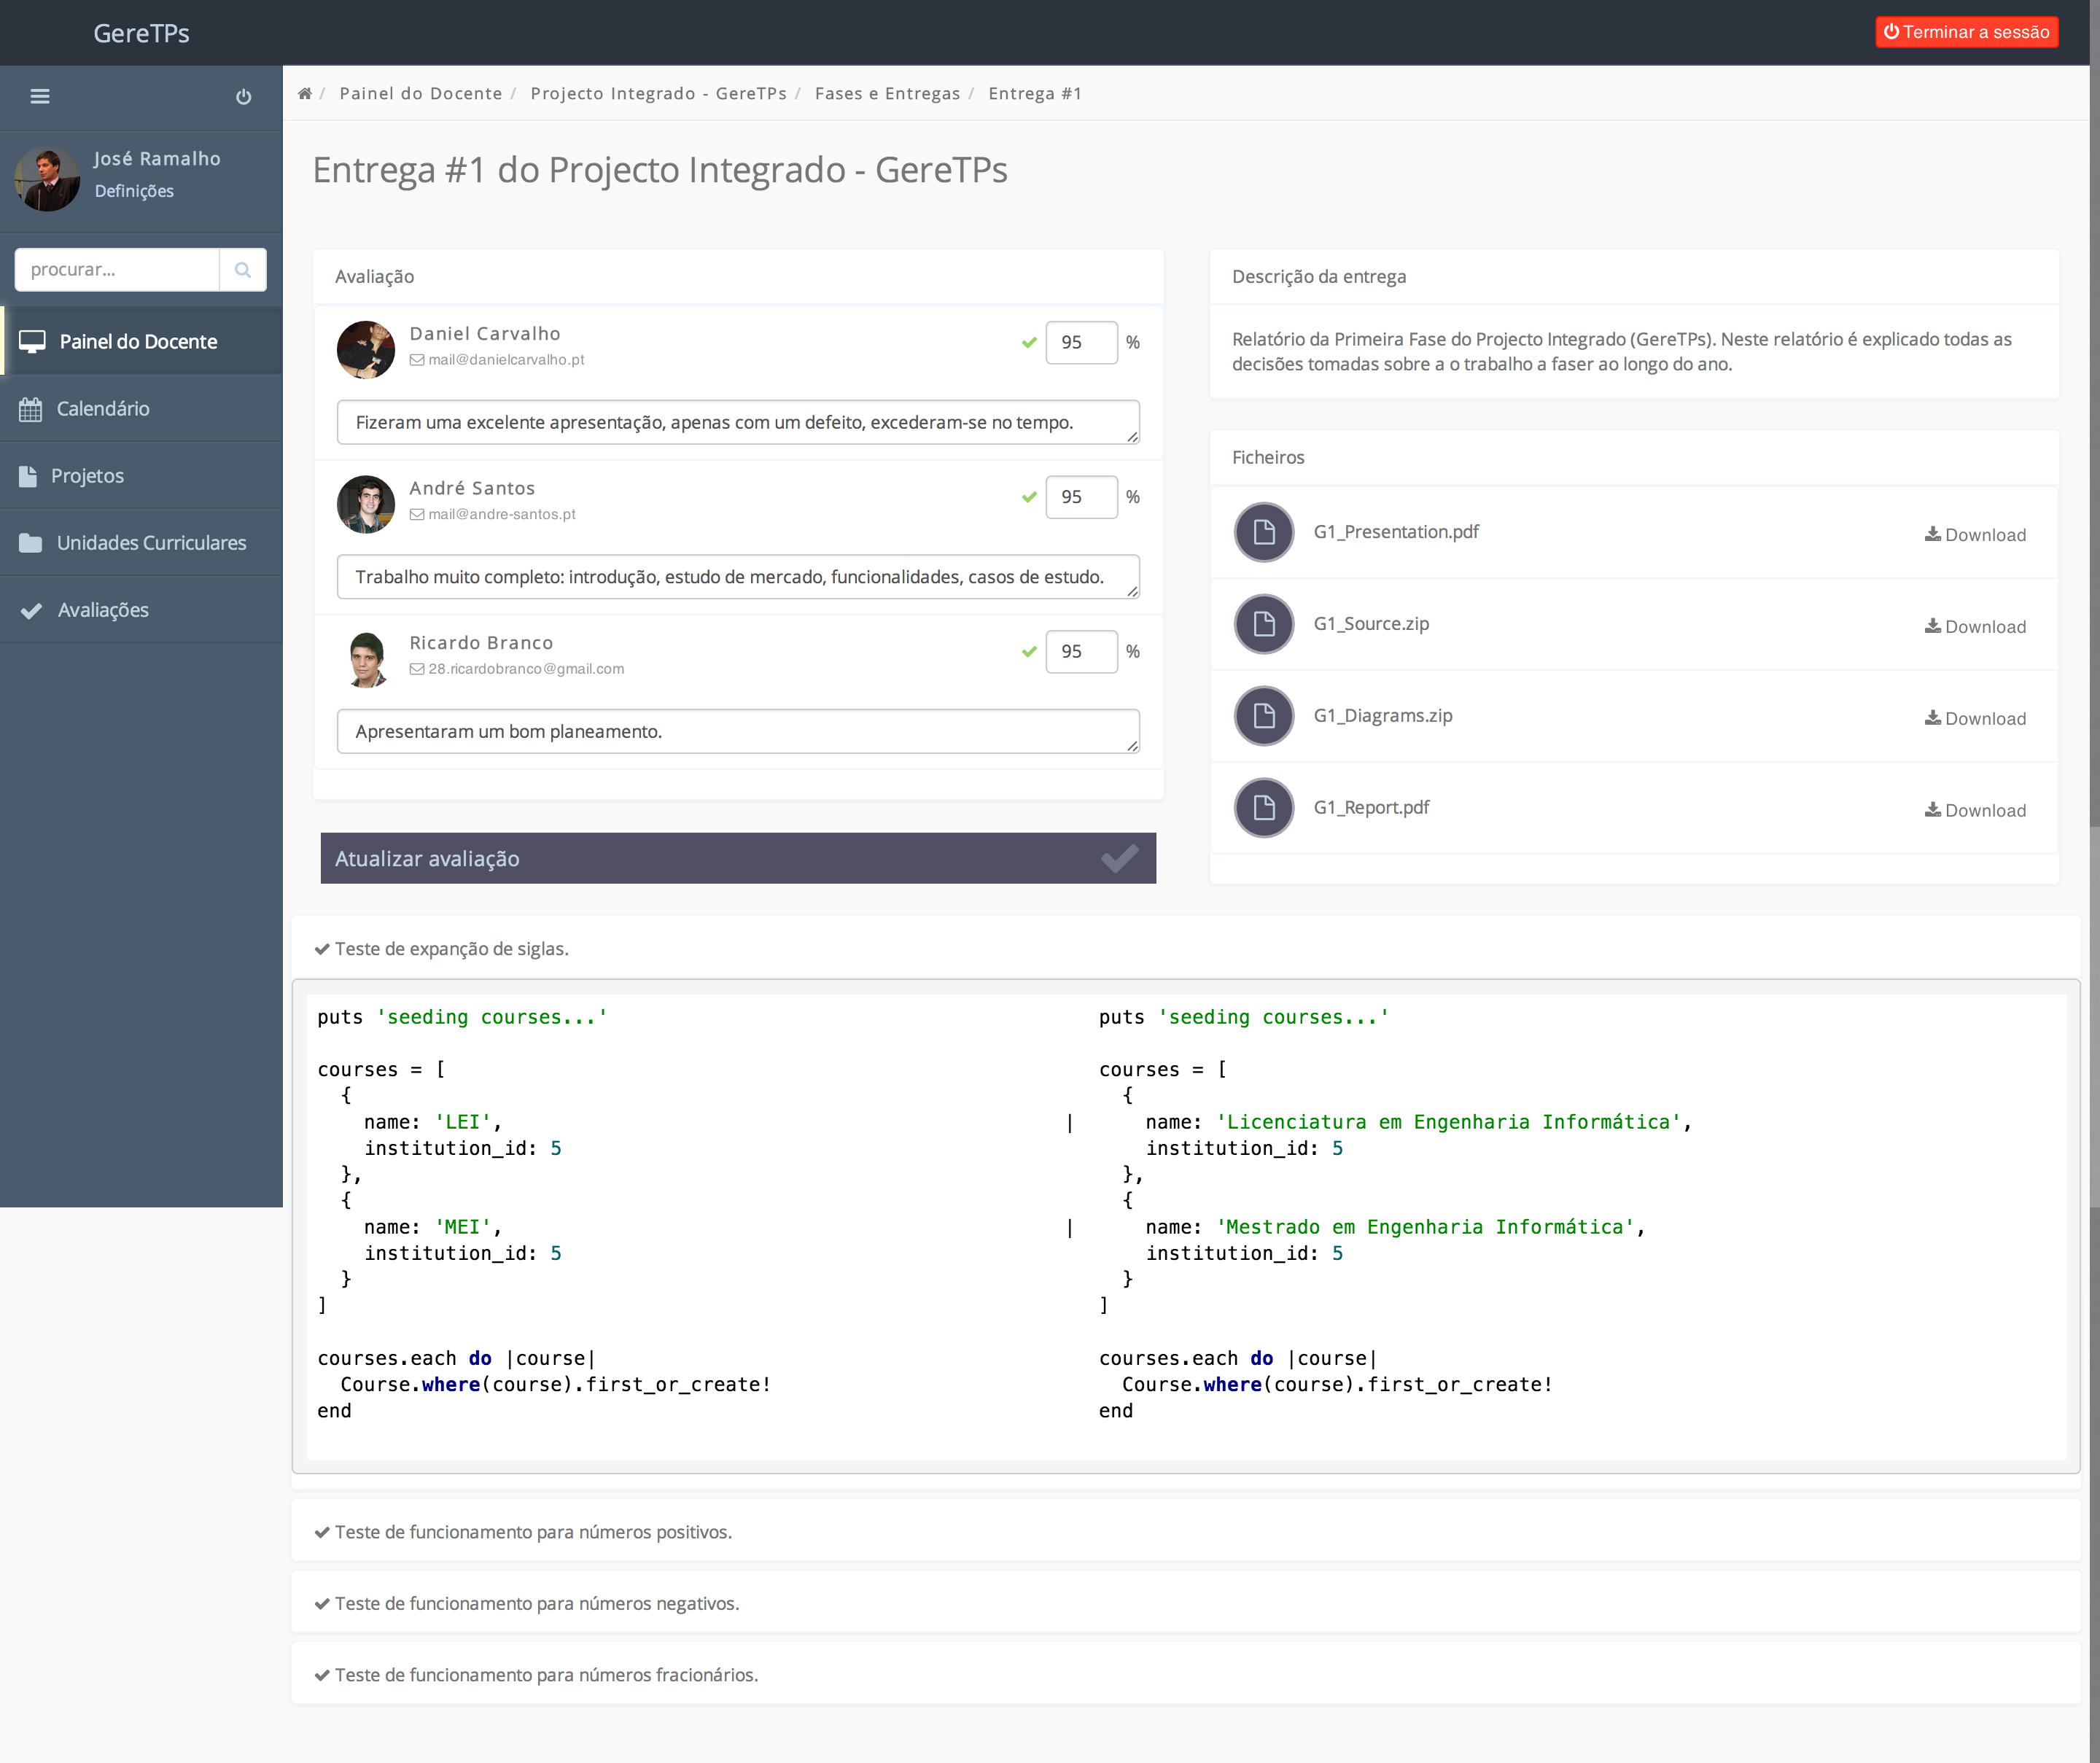 GereTPs
Terminar a sessão
José Ramalho
Definições
procurar...
Painel do Docente
Calendário
Projetos
Unidades Curriculares
Avaliações
/ Painel do Docente / Projecto Integrado - GereTPs / Fases e Entregas / Entrega #1
Entrega #1 do Projecto Integrado - GereTPs
Avaliação
Daniel Carvalho
mail@danielcarvalho.pt
95 %
Fizeram uma excelente apresentação, apenas com um defeito, excederam-se no tempo.
André Santos
mail@andre-santos.pt
95 %
Trabalho muito completo: introdução, estudo de mercado, funcionalidades, casos de estudo.
Ricardo Branco
28.ricardobranco@gmail.com
95 %
Apresentaram um bom planeamento.
Atualizar avaliação
Descrição da entrega
Relatório da Primeira Fase do Projecto Integrado (GereTPs). Neste relatório é explicado todas as
decisões tomadas sobre a o trabalho a faser ao longo do ano.
Ficheiros
G1_Presentation.pdf Download
G1_Source.zip Download
G1_Diagrams.zip Download
G1_Report.pdf Download
Teste de expanção de siglas.
puts 'seeding courses...' puts 'seeding courses...'
courses = [ courses = [
{ {
name: 'LEI', | name: 'Licenciatura em Engenharia Informática',
institution_id: 5 institution_id: 5
}, },
{ {
name: 'MEI', | name: 'Mestrado em Engenharia Informática',
institution_id: 5 institution_id: 5
} }
] ]
courses.each do |course| courses.each do |course|
Course.where(course).first_or_create! Course.where(course).first_or_create!
end end
Teste de funcionamento para números positivos.
Teste de funcionamento para números negativos.
Teste de funcionamento para números fracionários.